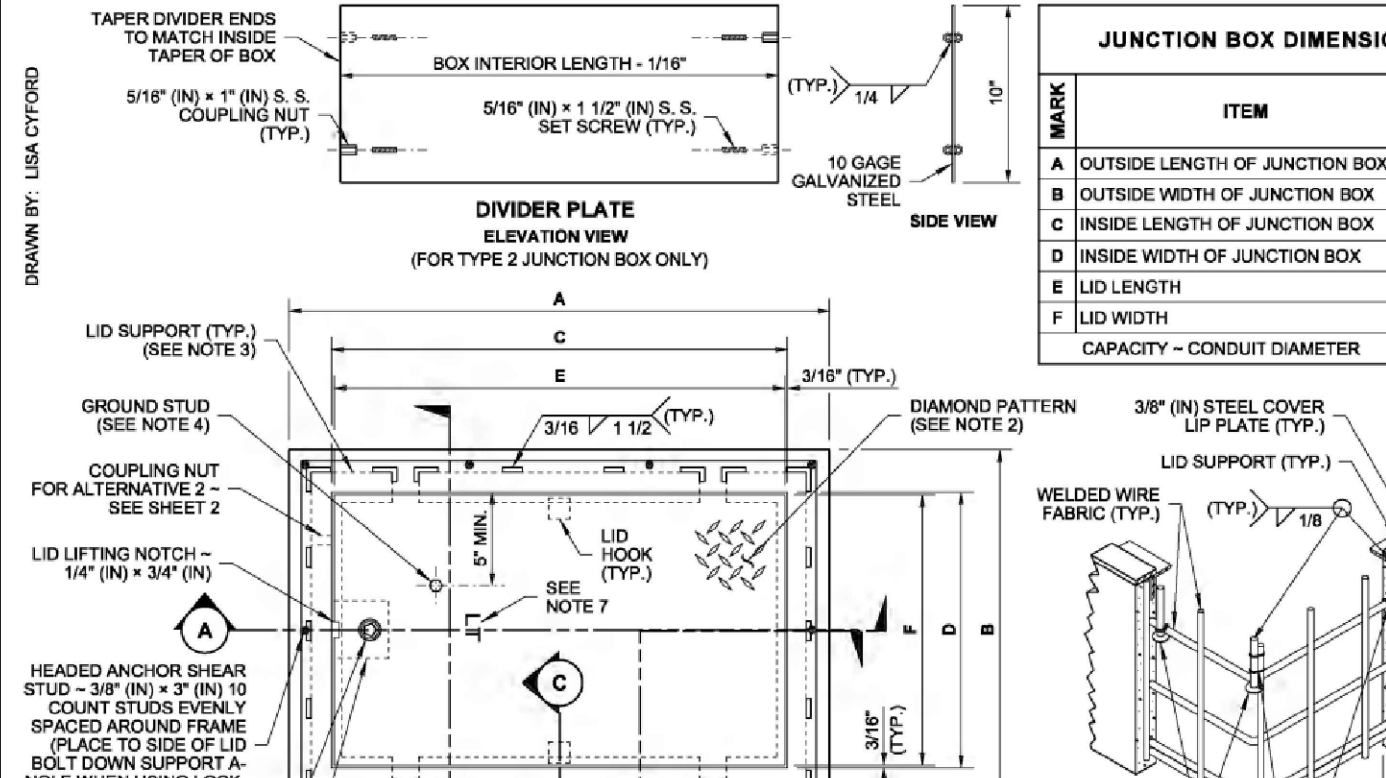 DRAWN BY: LISA CYFORD
TAPER DIVIDER ENDS
TO MATCH INSIDE
TAPER OF BOX
5/16" (IN) × 1" (IN) S. S.
COUPLING NUT
(TYP.)
BOX INTERIOR LENGTH - 1/16"
5/16" (IN) × 1 1/2" (IN) S. S.
SET SCREW (TYP.)
DIVIDER PLATE
ELEVATION VIEW
(FOR TYPE 2 JUNCTION BOX ONLY)
(TYP.)
1/4
10"
10 GAGE
GALVANIZED
STEEL
SIDE VIEW
JUNCTION BOX DIMENSIO
MARK ITEM
A OUTSIDE LENGTH OF JUNCTION BOX
B OUTSIDE WIDTH OF JUNCTION BOX
C INSIDE LENGTH OF JUNCTION BOX
D INSIDE WIDTH OF JUNCTION BOX
E LID LENGTH
F LID WIDTH
CAPACITY ~ CONDUIT DIAMETER
A
C
E
3/16" (TYP.)
LID SUPPORT (TYP.)
(SEE NOTE 3)
GROUND STUD
(SEE NOTE 4)
COUPLING NUT
FOR ALTERNATIVE 2 ~
SEE SHEET 2
LID LIFTING NOTCH ~
1/4" (IN) × 3/4" (IN)
A
HEADED ANCHOR SHEAR
STUD ~ 3/8" (IN) × 3" (IN) 10
COUNT STUDS EVENLY
SPACED AROUND FRAME
(PLACE TO SIDE OF LID
BOLT DOWN SUPPORT A-
3/16 1 1/2 (TYP.)
5" MIN.
LID
HOOK
(TYP.)
SEE
NOTE 7
C
DIAMOND PATTERN
(SEE NOTE 2)
F
D
B
3/16"
(TYP.)
3/8" (IN) STEEL COVER
LIP PLATE (TYP.)
LID SUPPORT (TYP.)
WELDED WIRE
FABRIC (TYP.)
(TYP.)
1/8